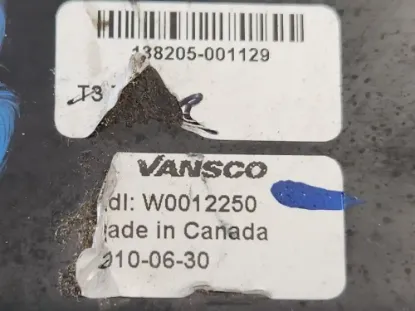 138205-001129
T3
VANSCO
dl: W0012250
ade in Canada
010-06-30